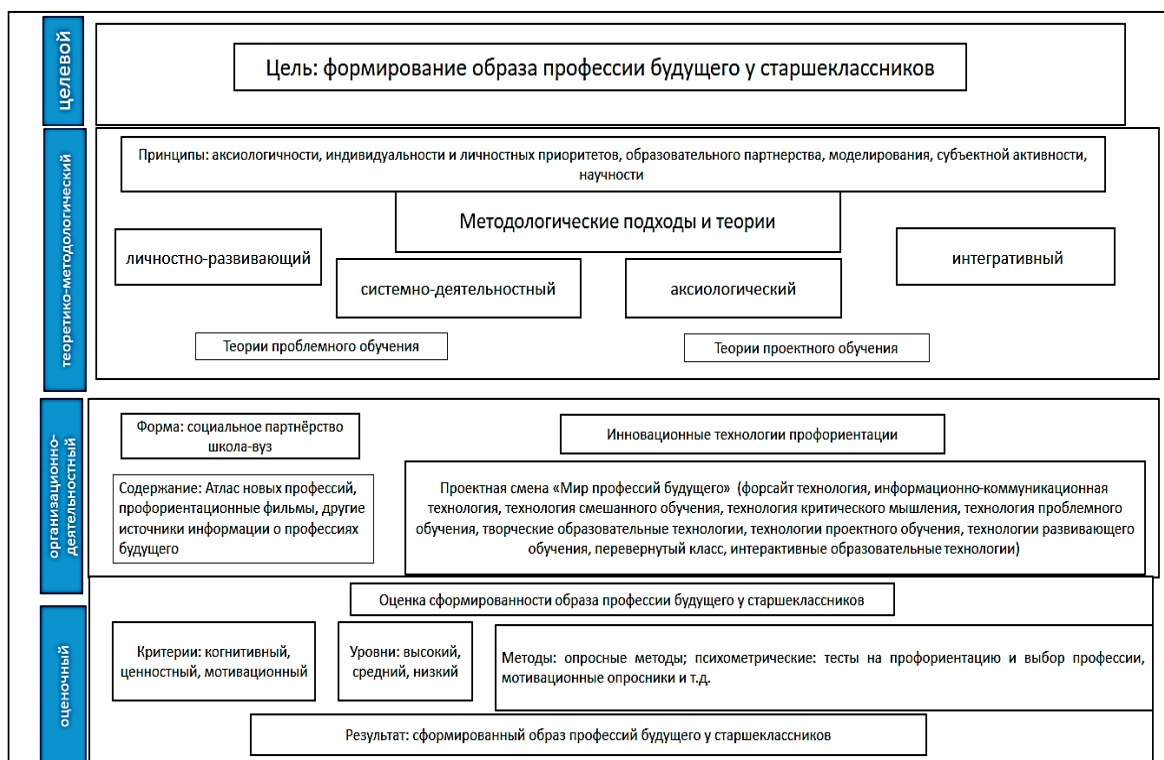 целевой
Цель: формирование образа профессии будущего у старшеклассников
теоретико-методологический
Принципы: аксиологичности, индивидуальности и личностных приоритетов, образовательного партнерства, моделирования, субъектной активности,
научности
Методологические подходы и теории
личностно-развивающий
интегративный
системно-деятельностный
аксиологический
Теории проблемного обучения
Теории проектного обучения
организационно-
деятельностный
Форма: социальное партнёрство
школа-вуз
Инновационные технологии профориентации
Содержание: Атлас новых профессий,
профориентационные фильмы, другие
источники информации о профессиях
будущего
Проектная смена «Мир профессий будущего» (форсайт технология, информационно-коммуникационная
технология, технология смешанного обучения, технология критического мышления, технология проблемного
обучения, творческие образовательные технологии, технологии проектного обучения, технологии развивающего
обучения, перевернутый класс, интерактивные образовательные технологии)
оценочный
Оценка сформированности образа профессии будущего у старшеклассников
Критерии: когнитивный,
ценностный, мотивационный
Уровни: высокий,
средний, низкий
Методы: опросные методы; психометрические: тесты на профориентацию и выбор профессии,
мотивационные опросники и т.д.
Результат: сформированный образ профессий будущего у старшеклассников